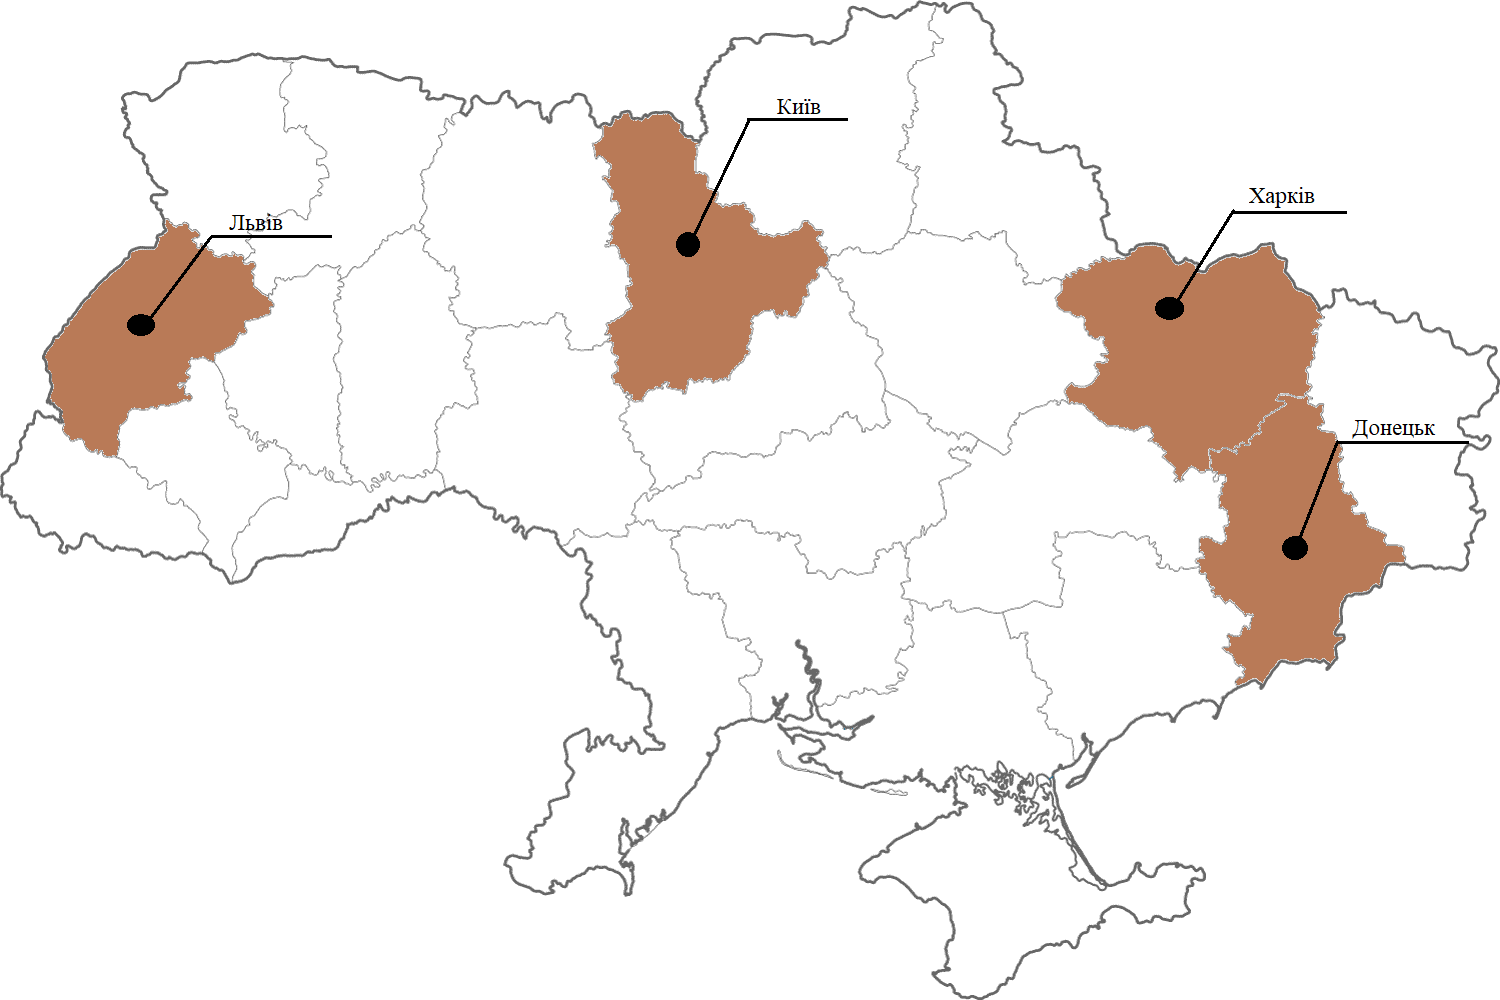 Київ
Харків
Львів
Донецьк